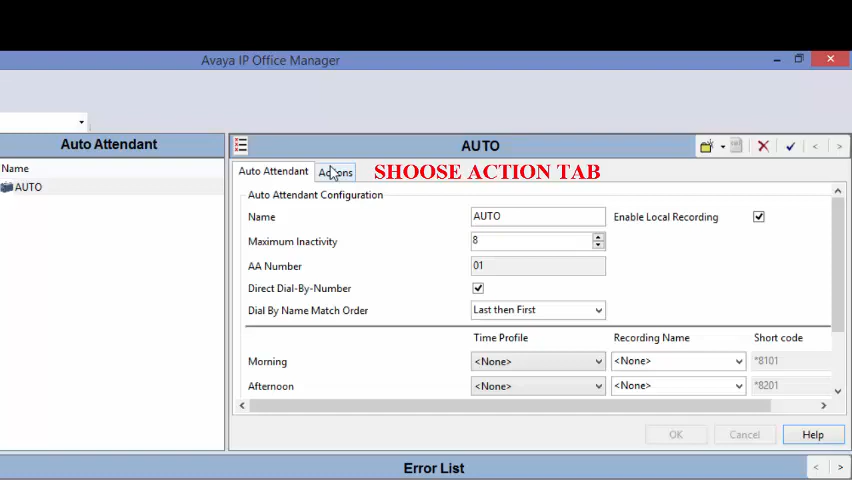 Avaya IP Office Manager
Auto Attendant
AUTO
Name
AUTO
Auto Attendant
Actions
SHOOSE ACTION TAB
Auto Attendant Configuration
Name
AUTO
Enable Local Recording
Maximum Inactivity
8
AA Number
01
Direct Dial-By-Number
Dial By Name Match Order
Last then First
Time Profile
Recording Name
Short code
Morning
<None>
<None>
*8101
Afternoon
<None>
<None>
*8201
OK
Cancel
Help
Error List